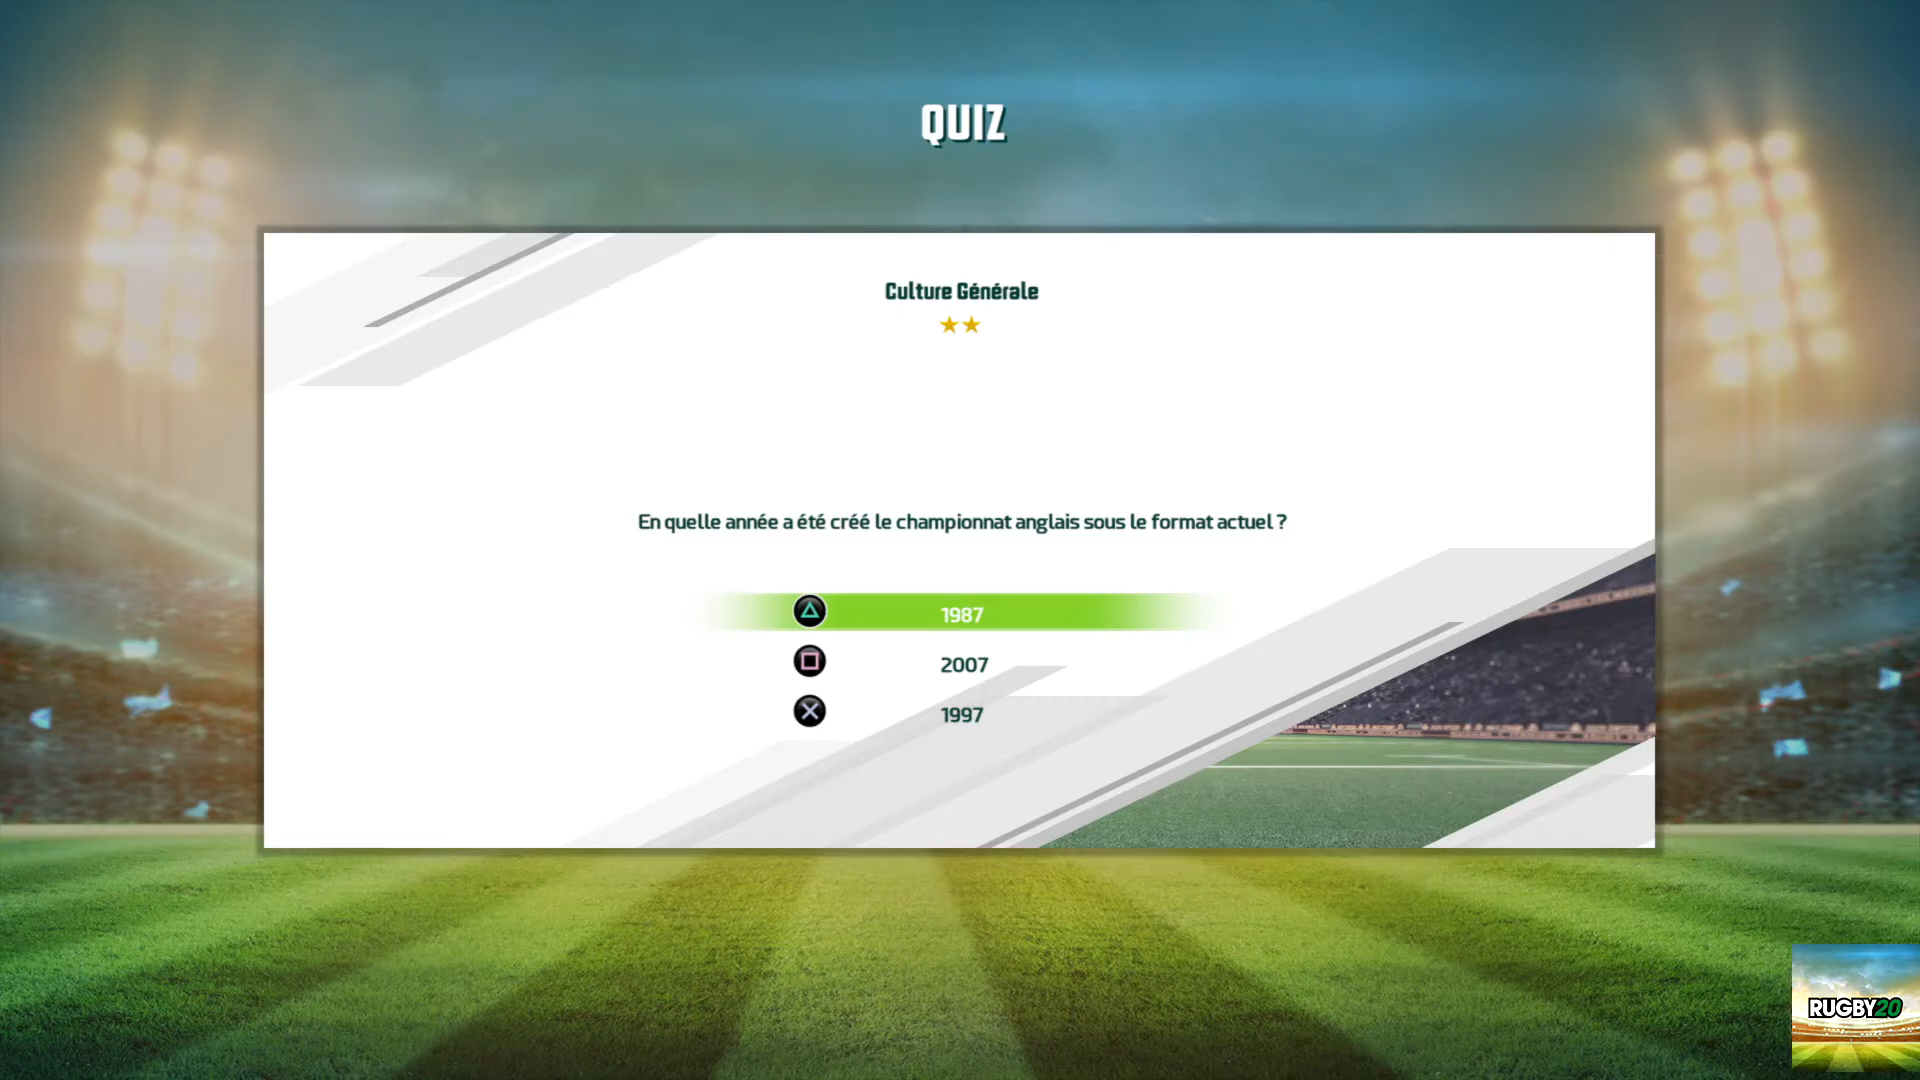 QUIZ
Culture Générale
En quelle année a été créé le championnat anglais sous le format actuel ?
1987
2007
1997
RUGBY20